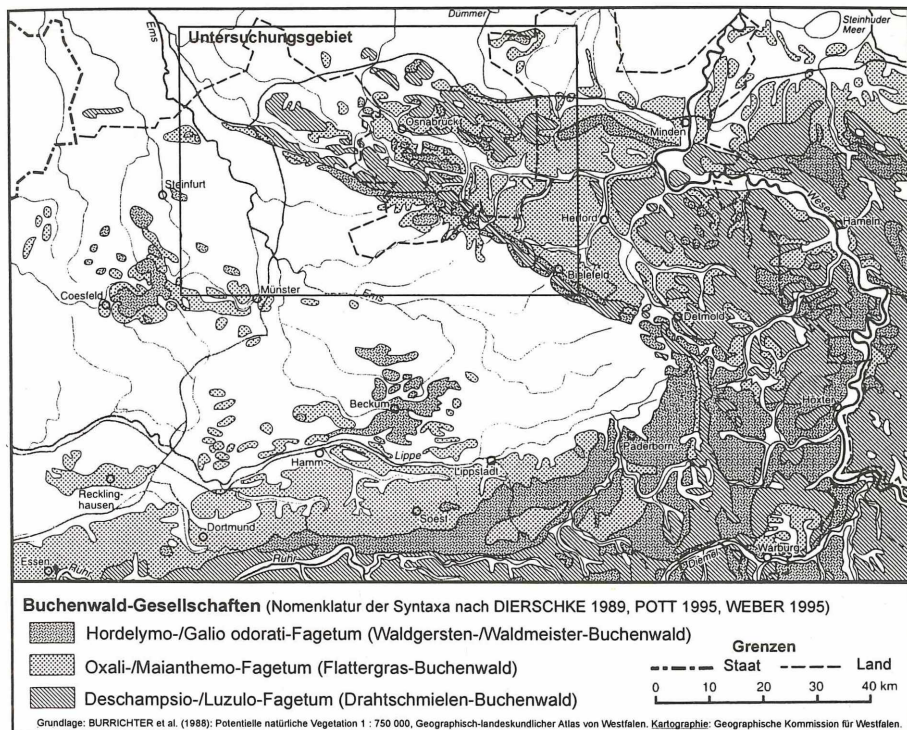 Ems
Dümmer
Steinhuder
Meer
Untersuchungsgebiet
Osnabrück
Minden
Steinfurt
Herford
Weser
Hameln
Bielefeld
Coesfeld
Münster
Ems
Detmold
Beckum
Höxter
Paderborn
Hamm
Lippe
Lippstadt
Reckling-
hausen
Dortmund
Soest
Essen
Ruhr
Ruhr
Diemel
Warburg
Buchenwald-Gesellschaften (Nomenklatur der Syntaxa nach DIERSCHKE 1989, POTT 1995, WEBER 1995)
Hordelymo-/Galio odorati-Fagetum (Waldgersten-/Waldmeister-Buchenwald)
Oxali-/Maianthemo-Fagetum (Flattergras-Buchenwald)
Deschampsio-/Luzulo-Fagetum (Drahtschmielen-Buchenwald)
Grenzen
Staat Land
0 10 20 40 km
Grundlage: BURRICHTER et al. (1988): Potentielle natürliche Vegetation 1 : 750 000, Geographisch-landeskundlicher Atlas von Westfalen. Kartographie: Geographische Kommission für Westfalen.